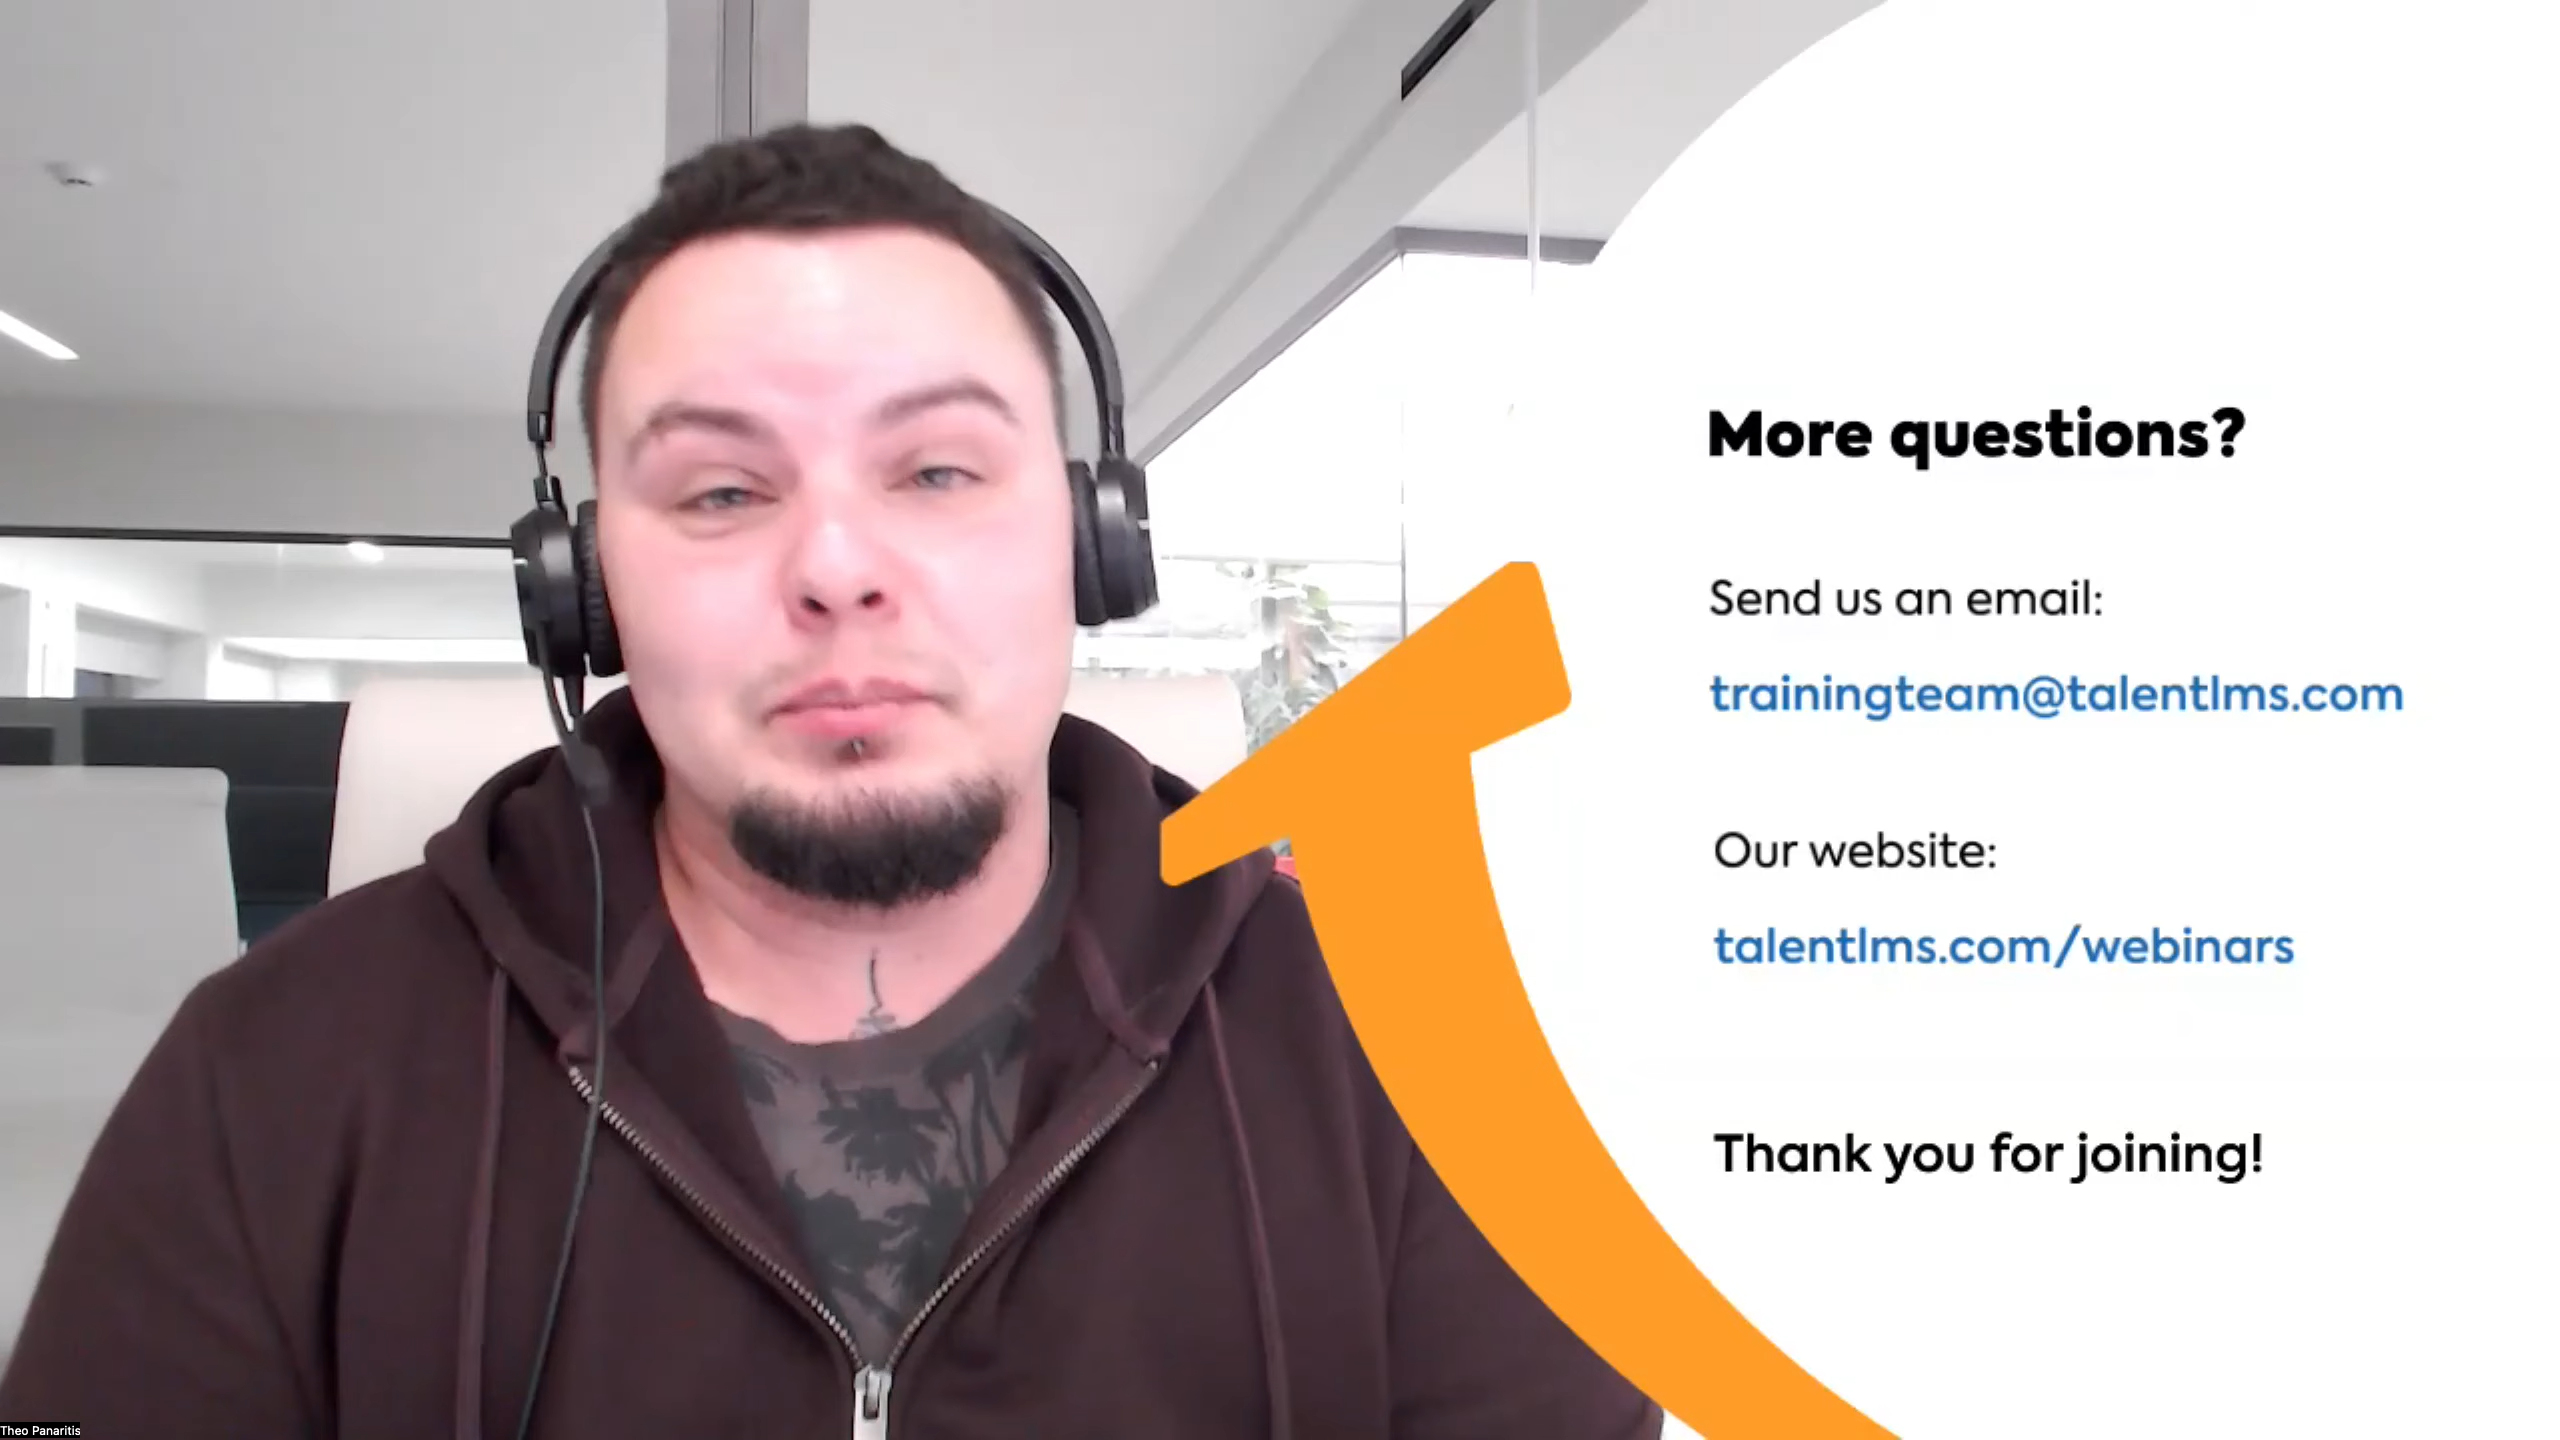 More questions?
Send us an email:
trainingteam@talentlms.com
Our website:
talentlms.com/webinars
Thank you for joining!
Theo Panaritis